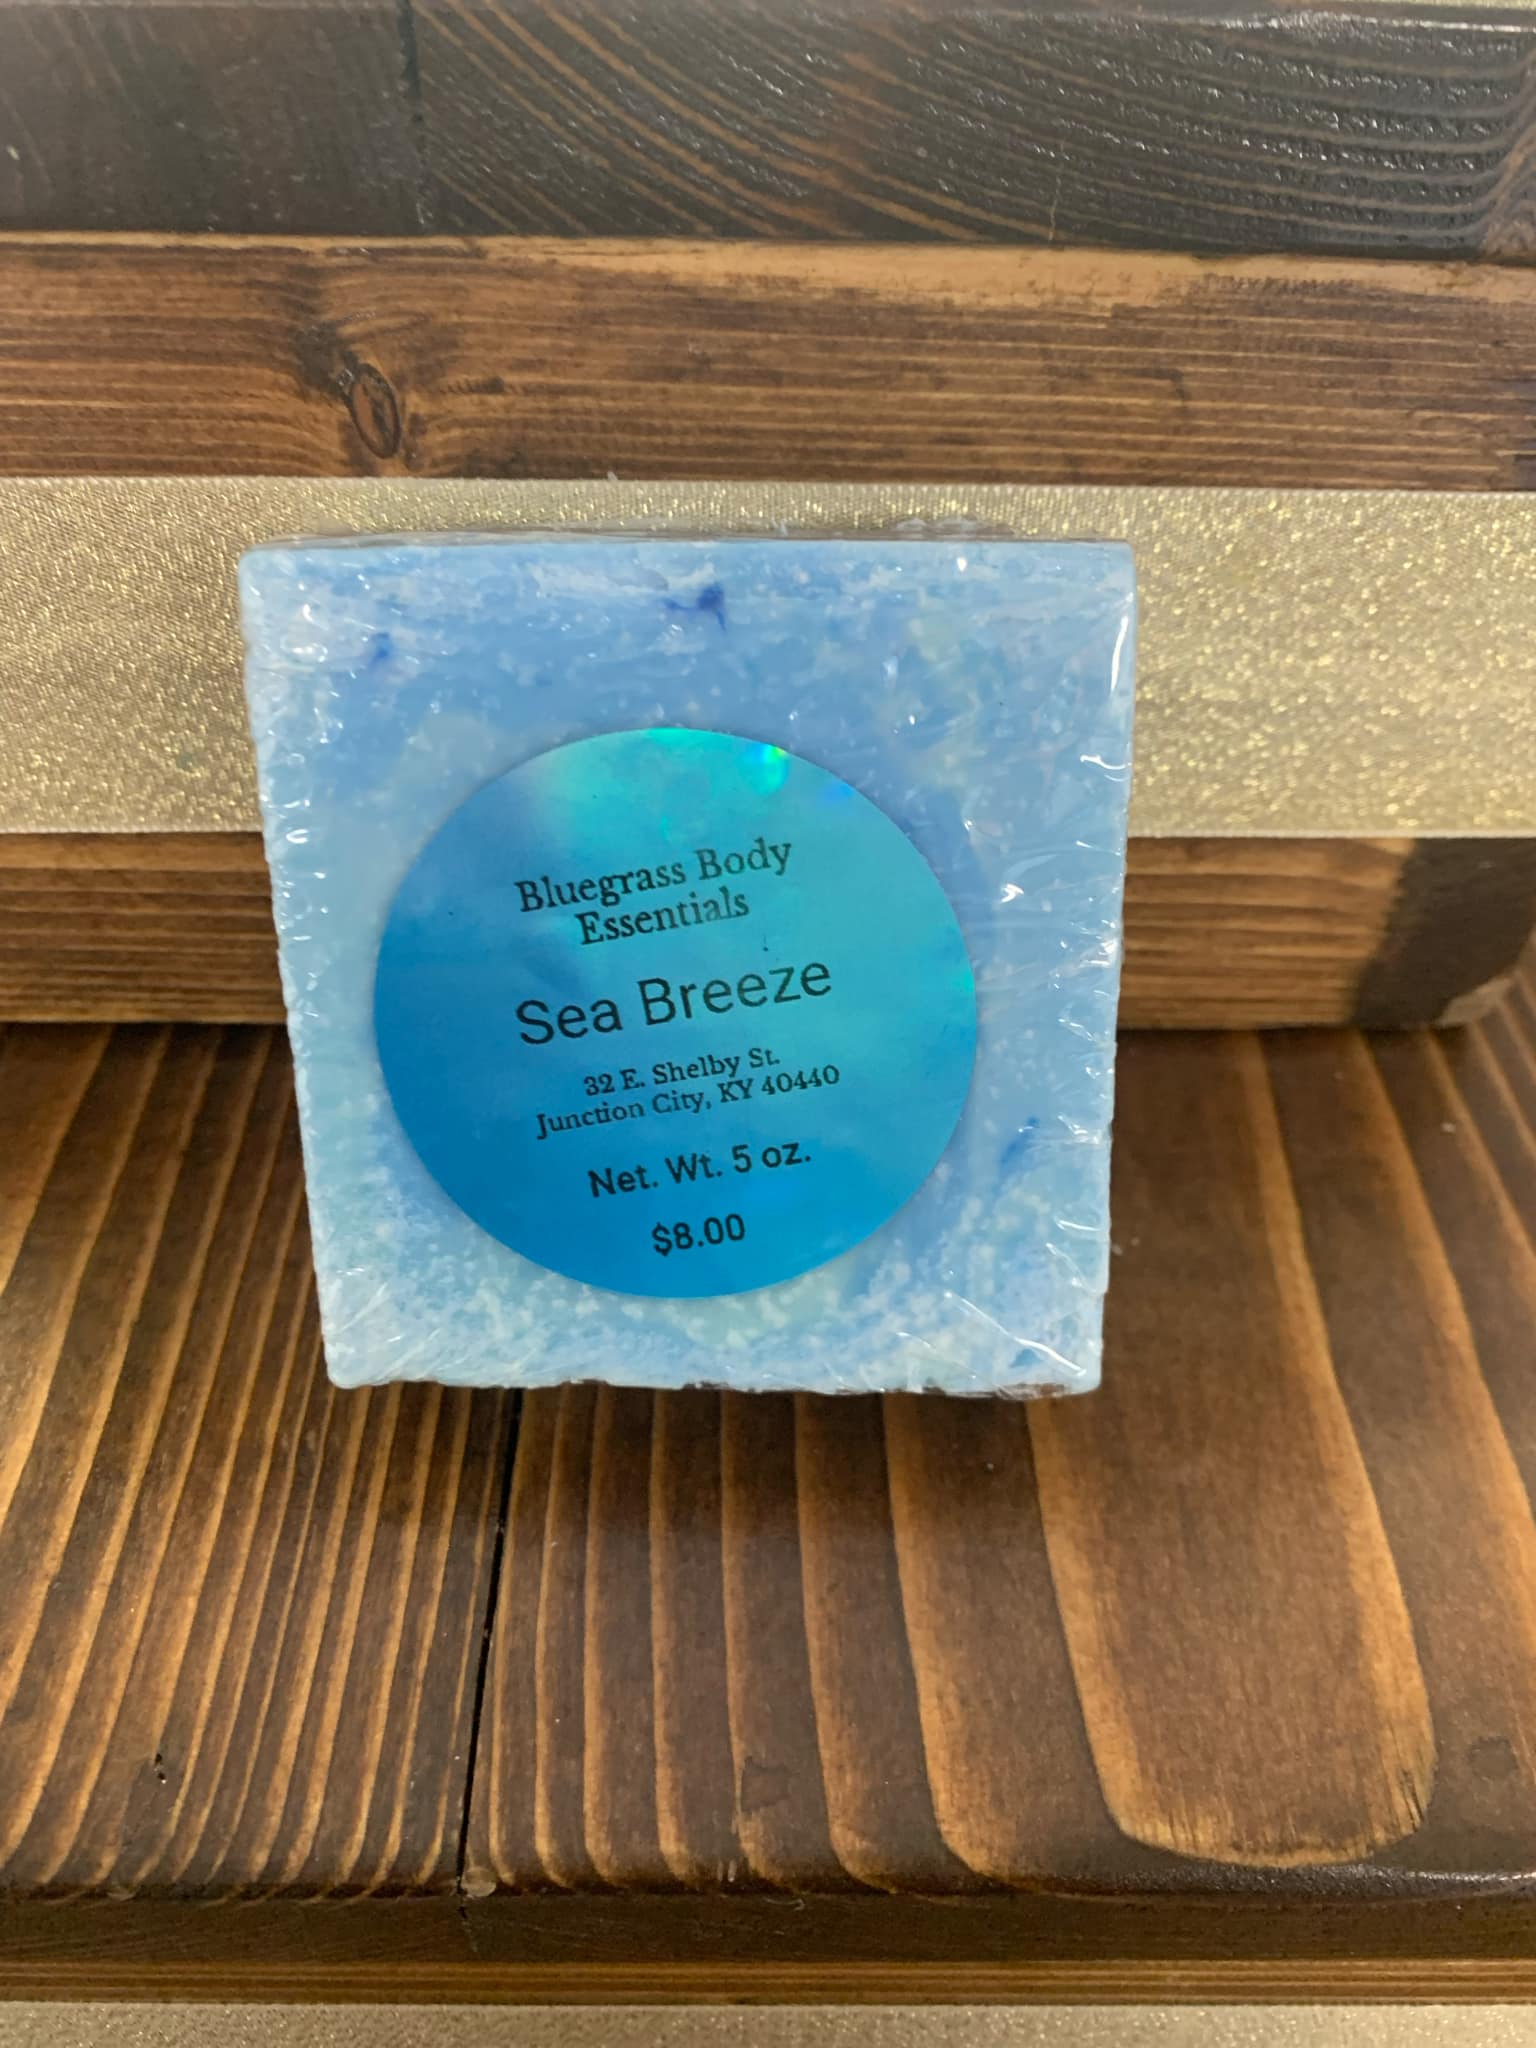 Bluegrass Body
Essentials
Sea Breeze
32 E. Shelby St.
Junction City, KY 40440
Net. Wt. 5 oz.
$8.00